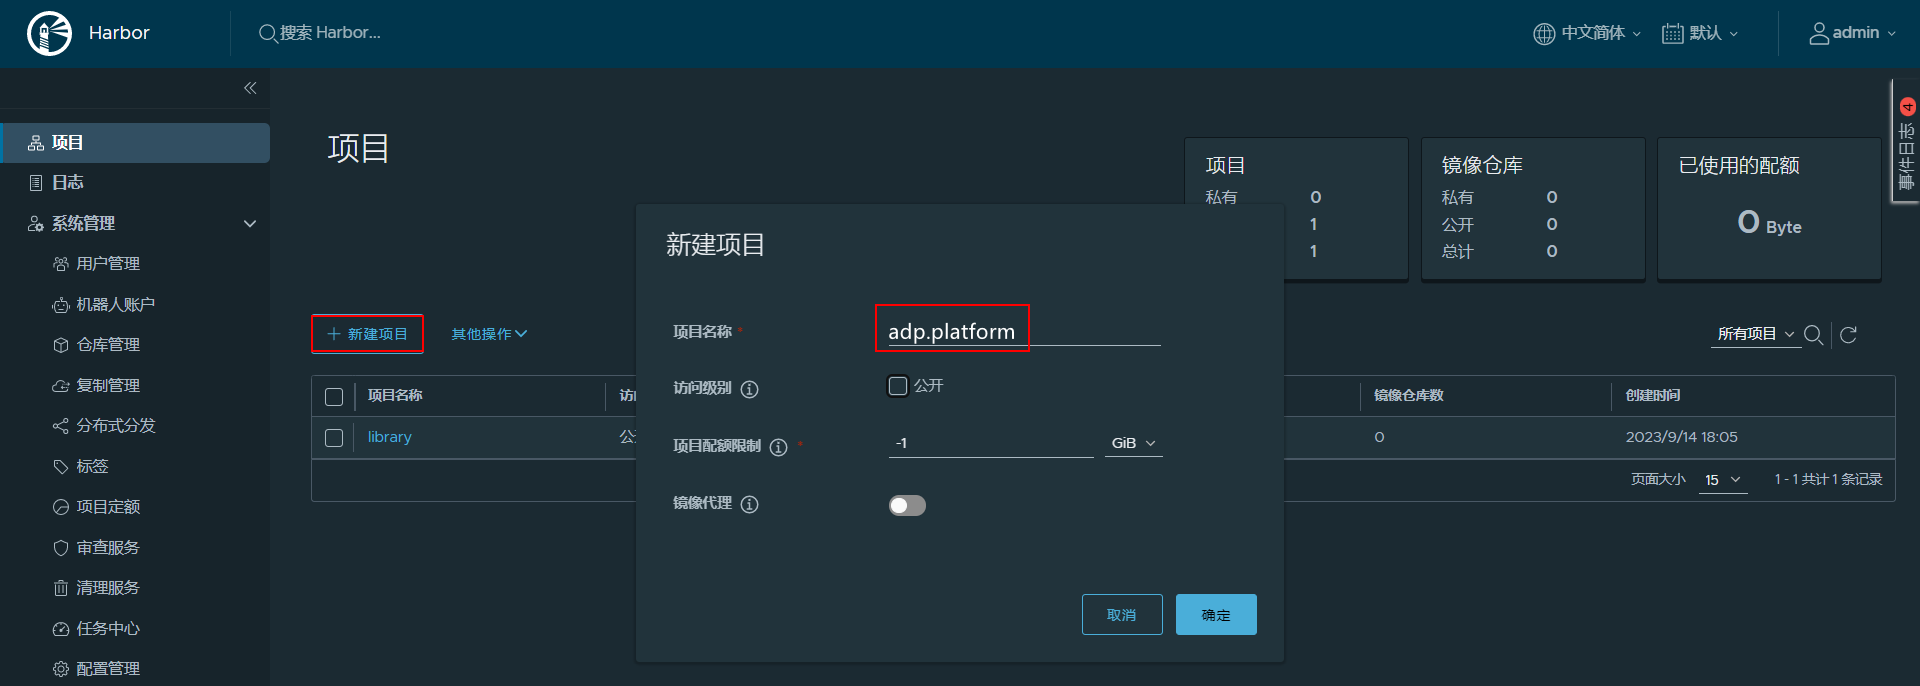 Harbor
搜索 Harbor...
中文简体
默认
admin
项目
日志
系统管理
用户管理
机器人账户
仓库管理
复制管理
分布式分发
标签
项目定额
审查服务
清理服务
任务中心
配置管理
项目
项目
私有 0
1
1
镜像仓库
私有 0
公开 0
总计 0
已使用的配额
0 Byte
事件日志 4
新建项目
其他操作
所有项目
项目名称
镜像仓库数
创建时间
library
0
2023/9/14 18:05
页面大小 15
1 - 1 共计 1 条记录
新建项目
项目名称 *
adp.platform
访问级别
公开
项目配额限制 *
-1
GiB
镜像代理
取消
确定